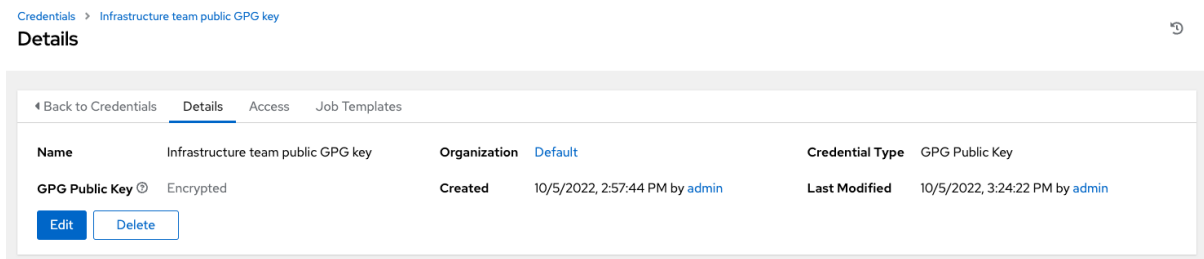 Credentials > Infrastructure team public GPG key
Details
Back to Credentials Details Access Job Templates
Name Infrastructure team public GPG key Organization Default Credential Type GPG Public Key
GPG Public Key Encrypted Created 10/5/2022, 2:57:44 PM by admin Last Modified 10/5/2022, 3:24:22 PM by admin
Edit Delete